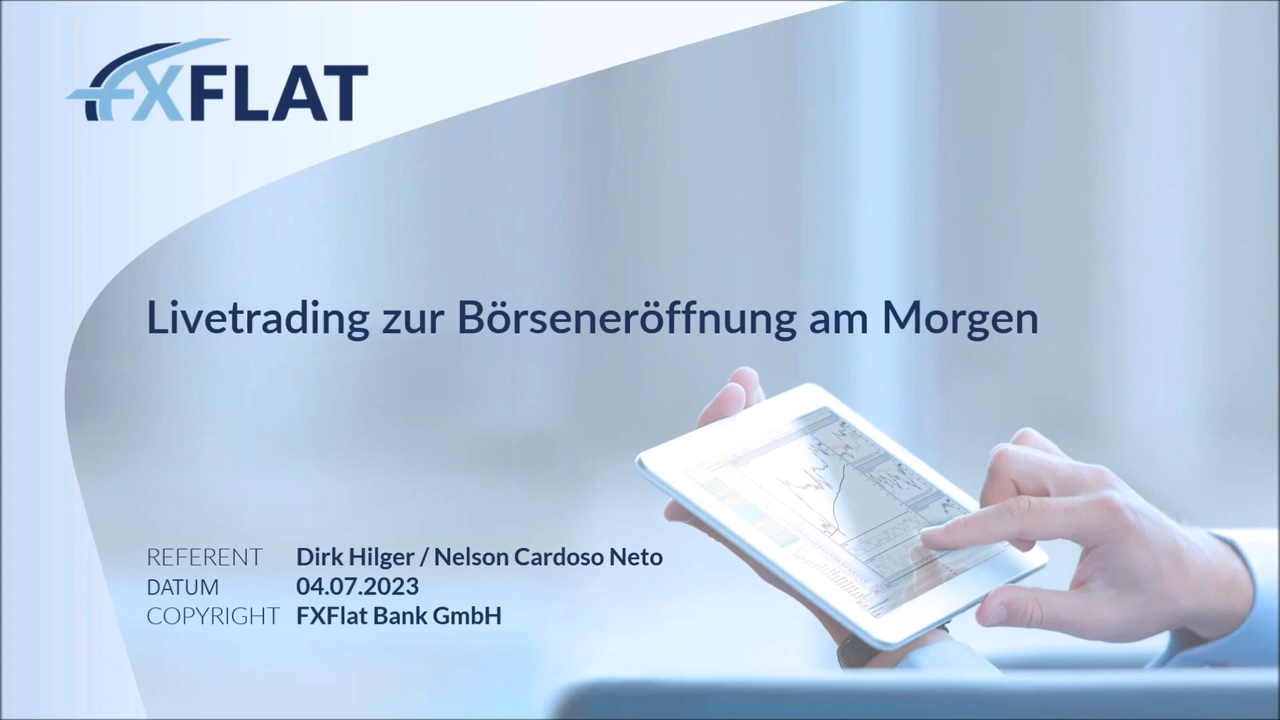 FXFLAT
Livetrading zur Börseneröffnung am Morgen
REFERENT Dirk Hilger / Nelson Cardoso Neto
DATUM 04.07.2023
COPYRIGHT FXFlat Bank GmbH